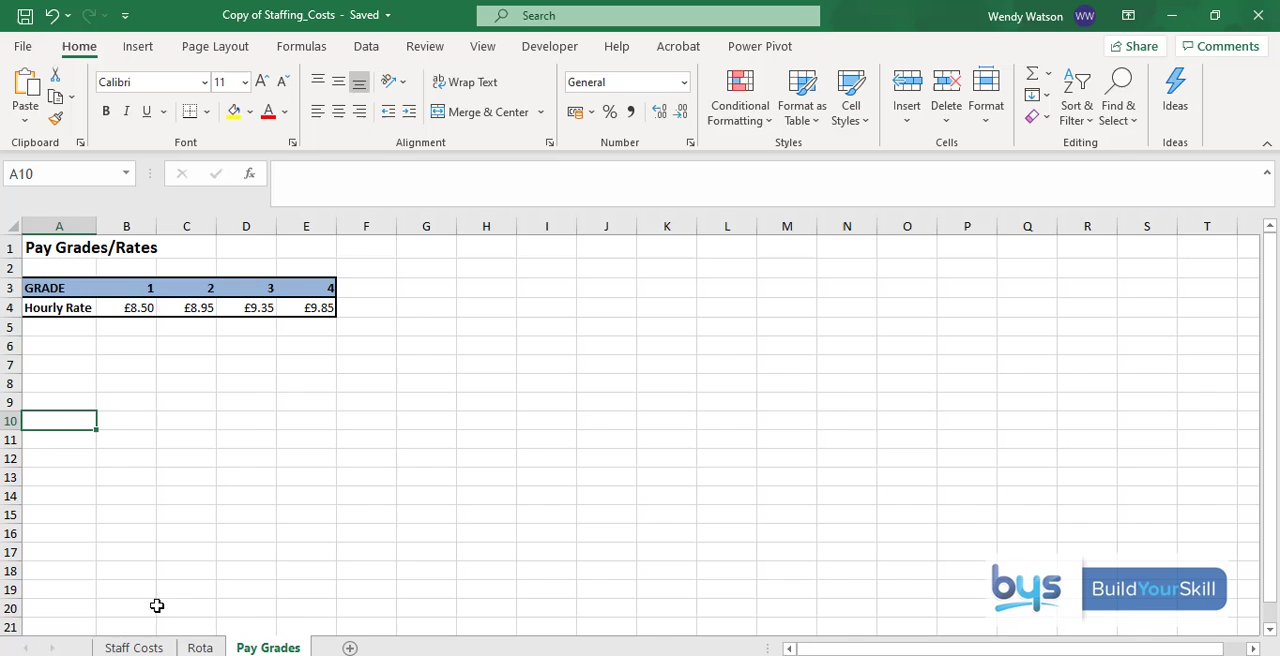 Copy of Staffing_Costs - Saved
Search
Wendy Watson WW
File Home Insert Page Layout Formulas Data Review View Developer Help Acrobat Power Pivot Share Comments
Calibri 11 A A
Wrap Text
General
Paste
B I U A
Merge & Center
% ,
Conditional Formatting
Format as Table
Cell Styles
Insert
Delete
Format
Sort & Filter
Find & Select
Ideas
Clipboard Font Alignment Number Styles Cells Editing Ideas
A10 fx
A B C D E F G H I J K L M N O P Q R S T
1 Pay Grades/Rates
2
3 GRADE 1 2 3 4
4 Hourly Rate £8.50 £8.95 £9.35 £9.85
5
6
7
8
9
10
11
12
13
14
15
16
17
18
19
20
21
bys BuildYourSkill
Staff Costs Rota Pay Grades